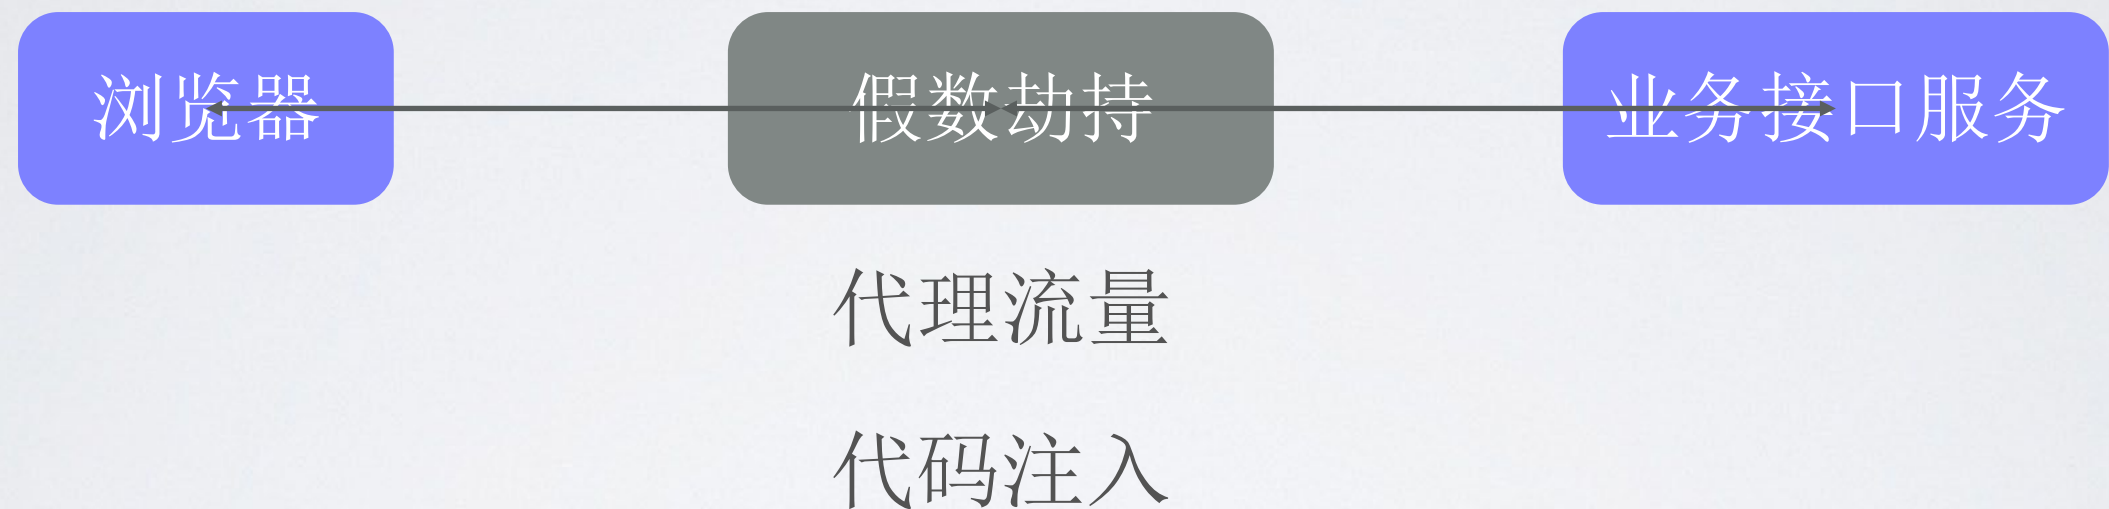 浏览器
假数劫持
业务接口服务
代理流量
代码注入